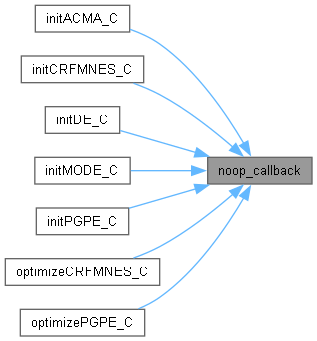 initACMA_C
initCRFMNES_C
initDE_C
initMODE_C
noop_callback
initPGPE_C
optimizeCRFMNES_C
optimizePGPE_C